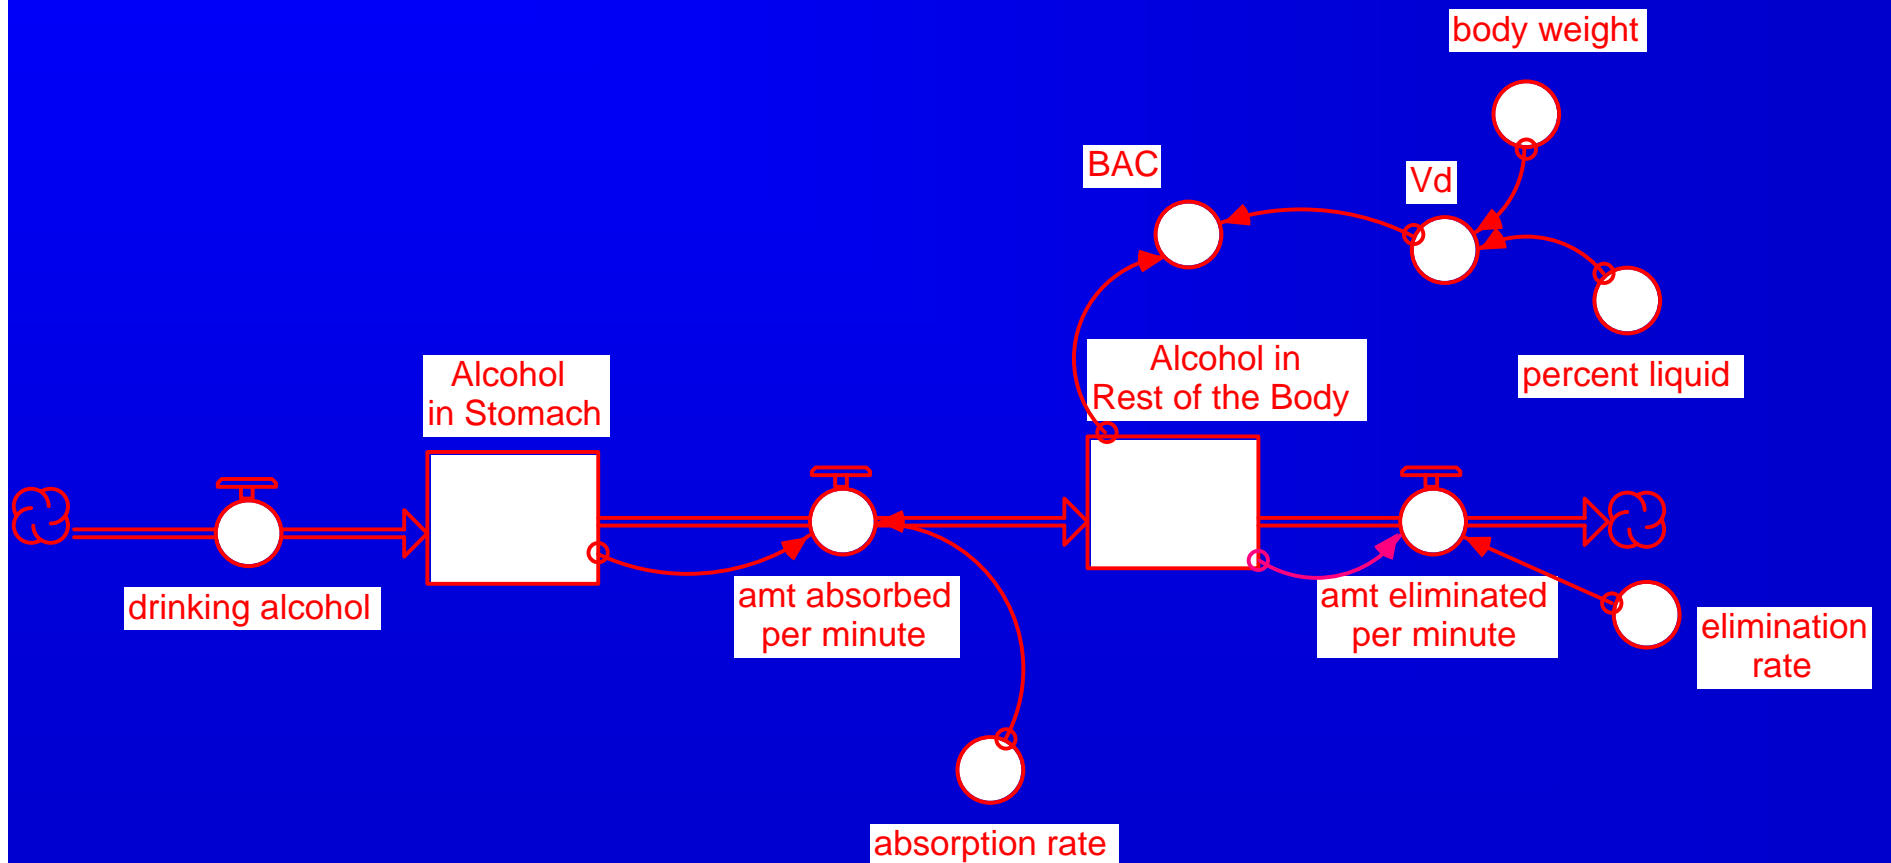 body weight
BAC
Vd
Alcohol in
Rest of the Body
percent liquid
Alcohol
in Stomach
drinking alcohol
amt absorbed
per minute
amt eliminated
per minute
elimination
rate
absorption rate